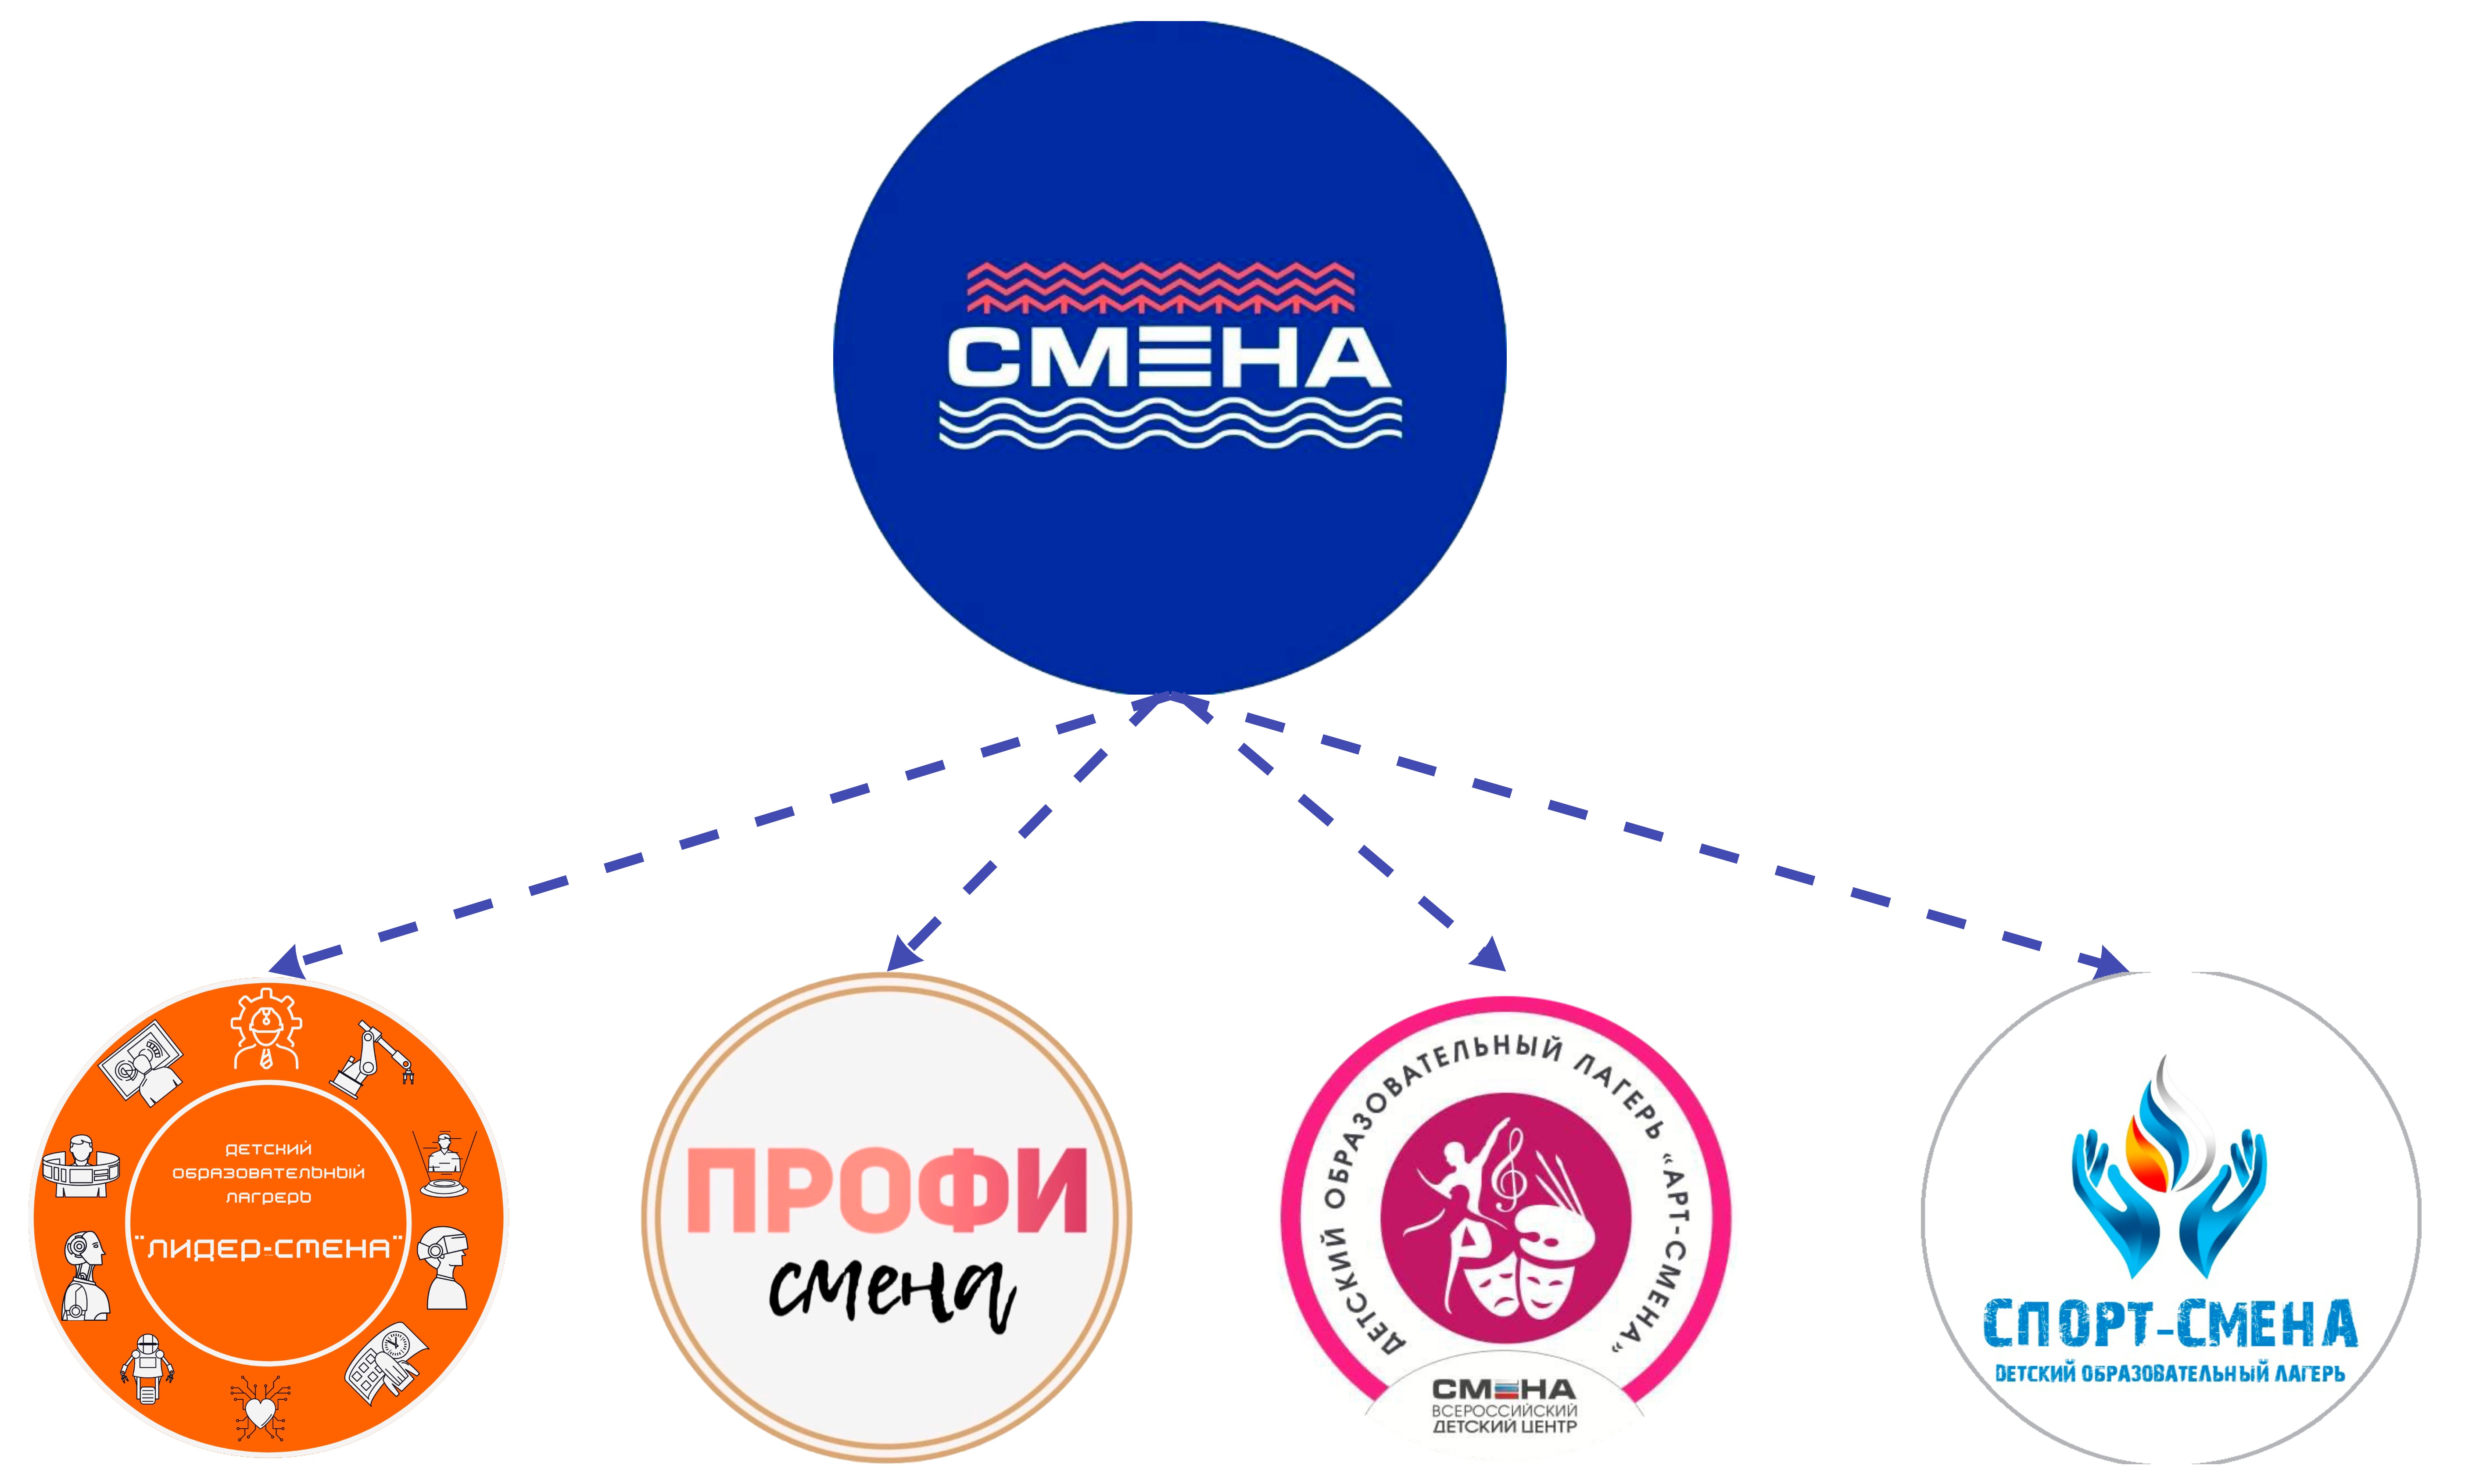 СМЕНА
ДЕТСКИЙ
ОБРАЗОВАТЕЛЬНЫЙ
ЛАГРЕРЬ
"ЛИДЕР-СМЕНА"
ПРОФИ
смена
ДЕТСКИЙ ОБРАЗОВАТЕЛЬНЫЙ ЛАГЕРЬ «АРТ-СМЕНА»
СМЕНА
ВСЕРОССИЙСКИЙ
ДЕТСКИЙ ЦЕНТР
СПОРТ-СМЕНА
ДЕТСКИЙ ОБРАЗОВАТЕЛЬНЫЙ ЛАГЕРЬ